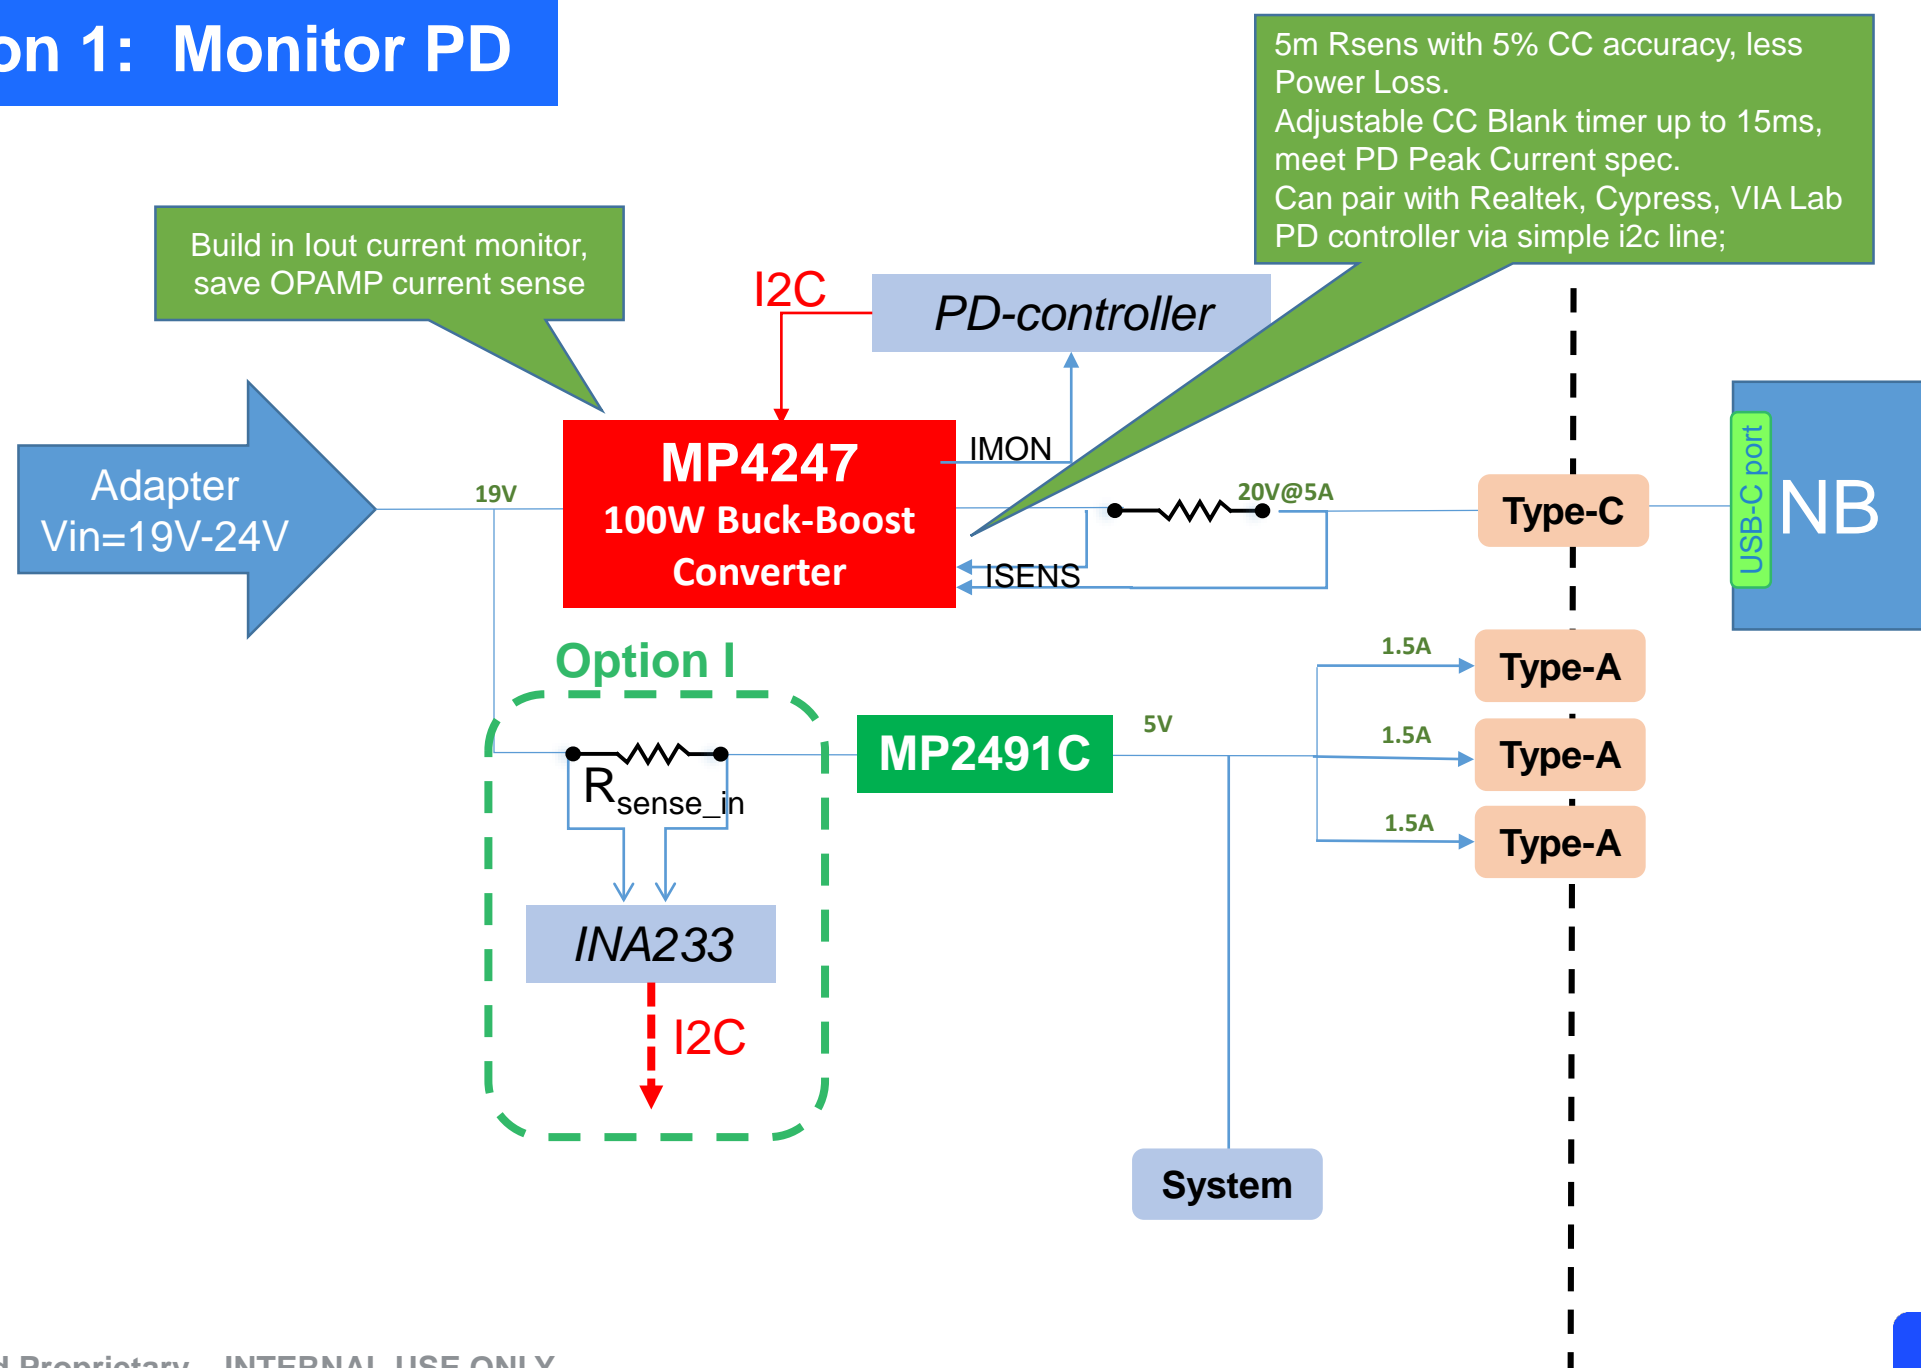 on 1: Monitor PD
5m Rsens with 5% CC accuracy, less
Power Loss.
Adjustable CC Blank timer up to 15ms,
meet PD Peak Current spec.
Can pair with Realtek, Cypress, VIA Lab
PD controller via simple i2c line;
Build in Iout current monitor,
save OPAMP current sense
I2C
PD-controller
Adapter
Vin=19V-24V
19V
MP4247
100W Buck-Boost
Converter
IMON
ISENS
20V@5A
Type-C
USB-C port
NB
Option I
Rsense_in
INA233
I2C
MP2491C
5V
1.5A
Type-A
1.5A
Type-A
1.5A
Type-A
System
d Proprietary – INTERNAL USE ONLY